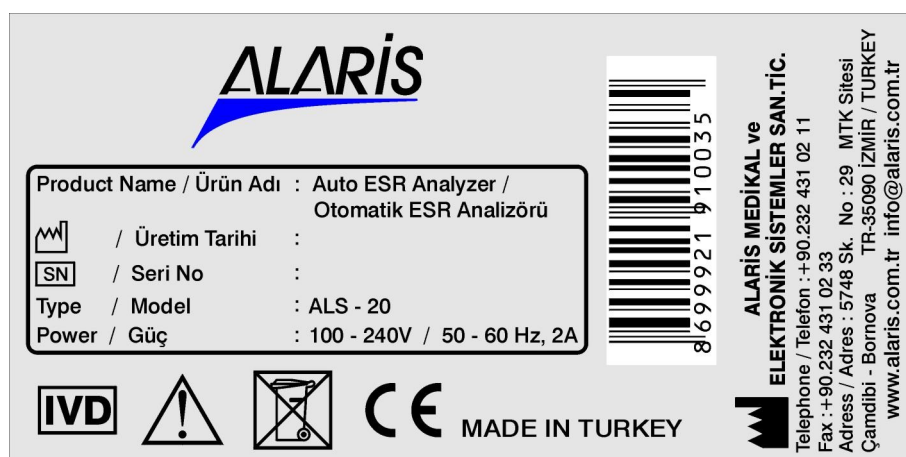 ALARİS
Product Name / Ürün Adı : Auto ESR Analyzer /
Otomatik ESR Analizörü
/ Üretim Tarihi :
SN / Seri No :
Type / Model : ALS - 20
Power / Güç : 100 - 240V / 50 - 60 Hz, 2A
IVD
CE
MADE IN TURKEY
8699921 910035
ALARİS MEDİKAL ve
ELEKTRONİK SİSTEMLER SAN.TİC.
Telephone / Telefon :+90.232 431 02 11
Fax :+90.232 431 02 33
Adress / Adres : 5748 Sk. No : 29 MTK Sitesi
Çamdibi - Bornova TR-35090 İZMİR / TURKEY
www.alaris.com.tr info@alaris.com.tr